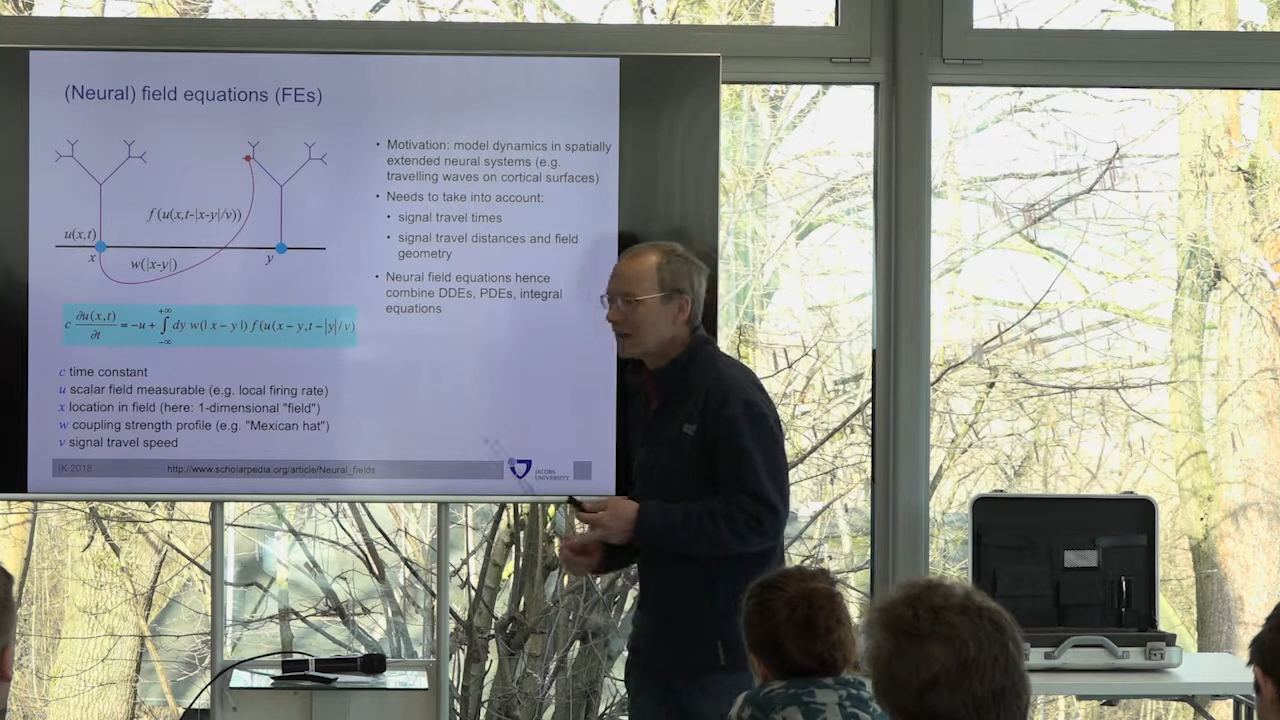 (Neural) field equations (FEs)
f(u(x,t-|x-y|/v))
u(x,t)
x
w(|x-y|)
y
c ∂u(x,t)/∂t = -u + ∫_{-∞}^{+∞} dy w(| x - y |) f(u(x - y,t - |y|/v)
c time constant
u scalar field measurable (e.g. local firing rate)
x location in field (here: 1-dimensional "field")
w coupling strength profile (e.g. "Mexican hat")
v signal travel speed
• Motivation: model dynamics in spatially
extended neural systems (e.g.
travelling waves on cortical surfaces)
• Needs to take into account:
• signal travel times
• signal travel distances and field
geometry
• Neural field equations hence
combine DDEs, PDEs, integral
equations
IK 2018
http://www.scholarpedia.org/article/Neural_fields
JACOBS
UNIVERSITY